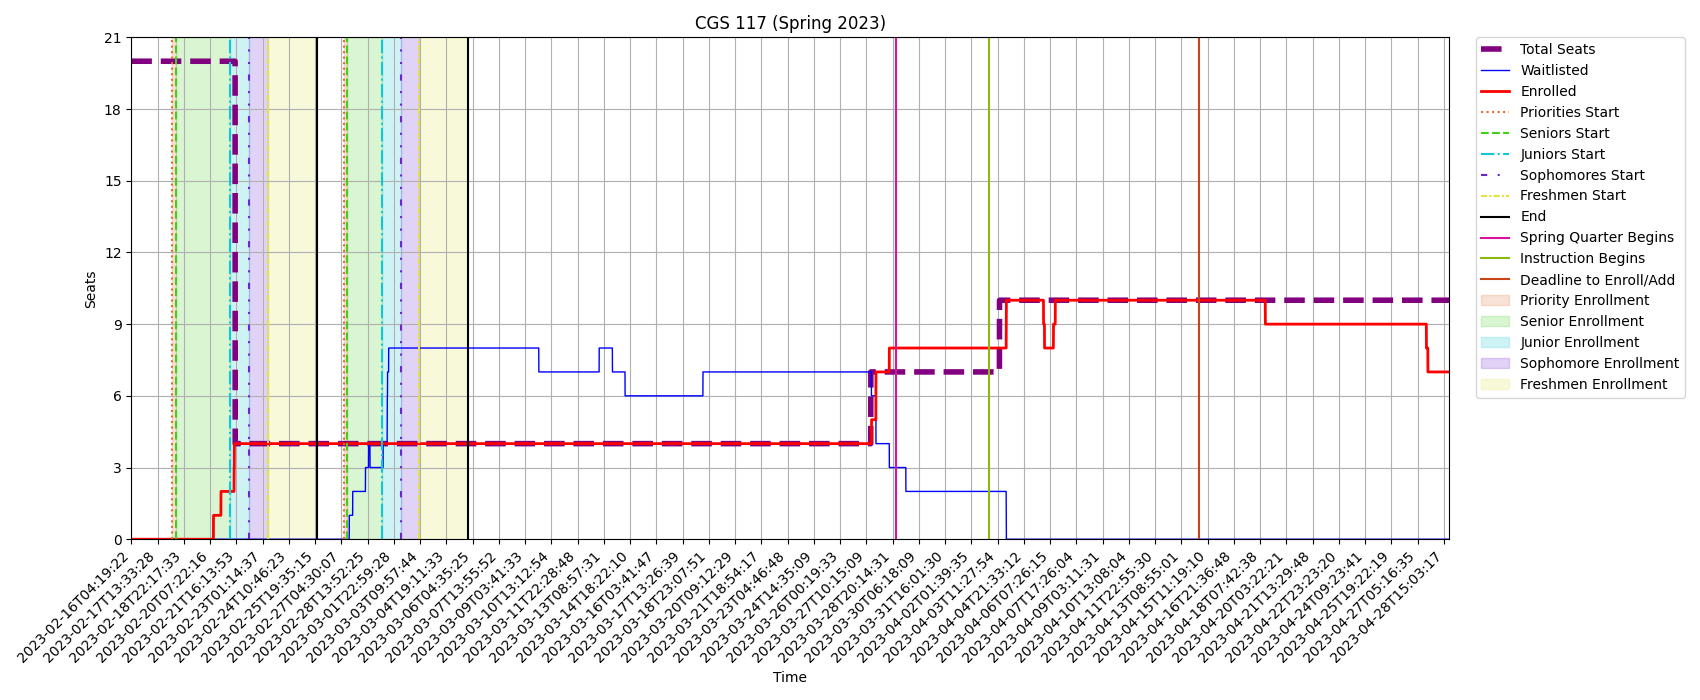 CGS 117 (Spring 2023)
21
18
15
12
9
6
3
0
Seats
2023-02-16T04:19:22
2023-02-17T13:33:28
2023-02-18T22:17:33
2023-02-20T07:22:16
2023-02-21T16:13:53
2023-02-23T01:14:37
2023-02-24T10:46:23
2023-02-25T19:35:15
2023-02-27T04:30:07
2023-02-28T13:52:25
2023-03-01T22:59:28
2023-03-03T09:57:44
2023-03-04T19:11:33
2023-03-06T04:35:25
2023-03-07T13:55:52
2023-03-09T03:41:33
2023-03-10T13:12:54
2023-03-11T22:28:48
2023-03-13T08:57:31
2023-03-14T18:22:10
2023-03-16T03:41:47
2023-03-17T13:26:39
2023-03-18T23:07:51
2023-03-20T09:12:29
2023-03-21T18:54:17
2023-03-23T04:46:48
2023-03-24T14:35:09
2023-03-26T00:19:33
2023-03-27T10:15:09
2023-03-28T20:14:31
2023-03-30T06:18:09
2023-03-31T16:01:30
2023-04-02T01:39:35
2023-04-03T11:27:54
2023-04-04T21:33:12
2023-04-06T07:26:15
2023-04-07T17:26:04
2023-04-09T03:11:31
2023-04-10T13:08:04
2023-04-11T22:55:30
2023-04-13T08:55:01
2023-04-15T11:19:10
2023-04-16T21:36:48
2023-04-18T07:42:38
2023-04-20T03:22:21
2023-04-21T13:29:48
2023-04-22T23:23:20
2023-04-24T09:23:41
2023-04-25T19:22:19
2023-04-27T05:16:35
2023-04-28T15:03:17
Time
Total Seats
Waitlisted
Enrolled
Priorities Start
Seniors Start
Juniors Start
Sophomores Start
Freshmen Start
End
Spring Quarter Begins
Instruction Begins
Deadline to Enroll/Add
Priority Enrollment
Senior Enrollment
Junior Enrollment
Sophomore Enrollment
Freshmen Enrollment